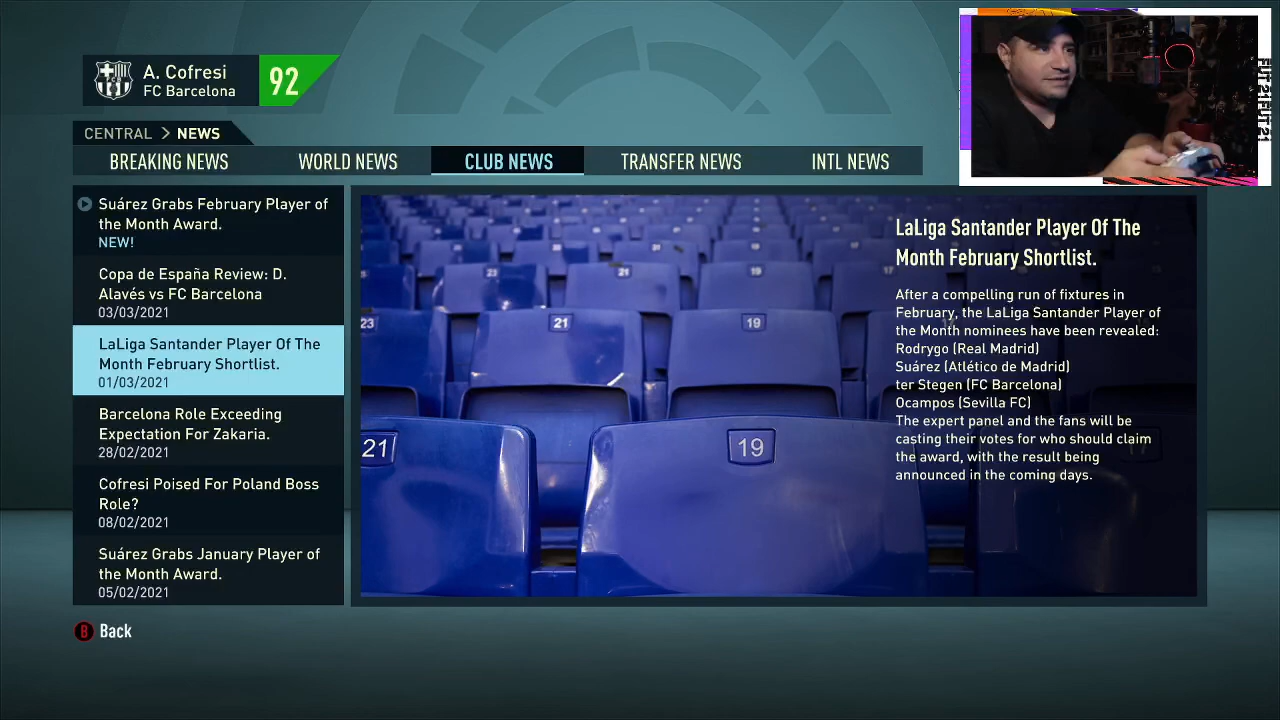 A. Cofresi
FC Barcelona
92
CENTRAL > NEWS
BREAKING NEWS
WORLD NEWS
CLUB NEWS
TRANSFER NEWS
INTL NEWS
Suárez Grabs February Player of
the Month Award.
NEW!
Copa de España Review: D.
Alavés vs FC Barcelona
03/03/2021
LaLiga Santander Player Of The
Month February Shortlist.
01/03/2021
Barcelona Role Exceeding
Expectation For Zakaria.
28/02/2021
Cofresi Poised For Poland Boss
Role?
08/02/2021
Suárez Grabs January Player of
the Month Award.
05/02/2021
LaLiga Santander Player Of The
Month February Shortlist.
After a compelling run of fixtures in
February, the LaLiga Santander Player of
the Month nominees have been revealed:
Rodrygo (Real Madrid)
Suárez (Atlético de Madrid)
ter Stegen (FC Barcelona)
Ocampos (Sevilla FC)
The expert panel and the fans will be
casting their votes for who should claim
the award, with the result being
announced in the coming days.
23 21 19 17
23 21 19
21 19 17
B Back
FUT21FUT21